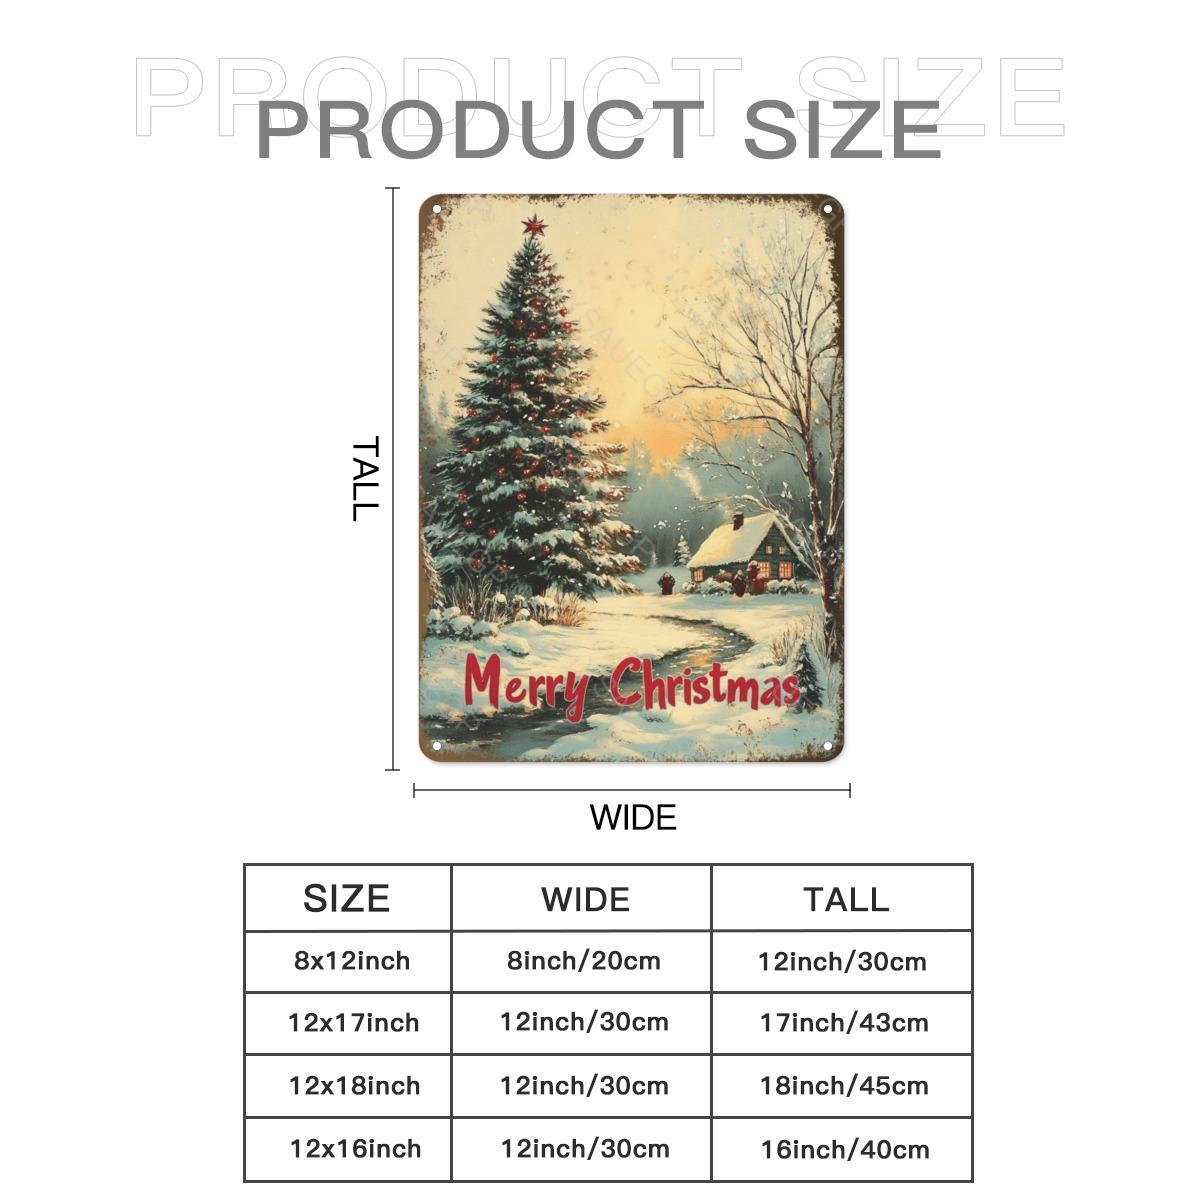 PRODUCT SIZE
PRODUCT SIZE
TALL
Merry Christmas
WIDE
SIZE WIDE TALL
8x12inch 8inch/20cm 12inch/30cm
12x17inch 12inch/30cm 17inch/43cm
12x18inch 12inch/30cm 18inch/45cm
12x16inch 12inch/30cm 16inch/40cm